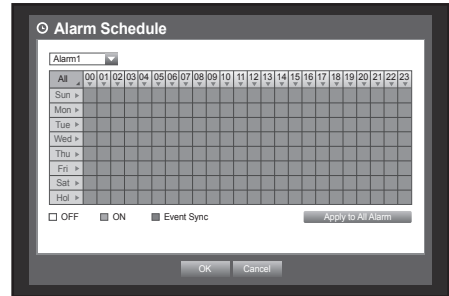 Alarm Schedule
Alarm1
All 00 01 02 03 04 05 06 07 08 09 10 11 12 13 14 15 16 17 18 19 20 21 22 23
Sun
Mon
Tue
Wed
Thu
Fri
Sat
Hol
OFF ON Event Sync Apply to All Alarm
OK Cancel